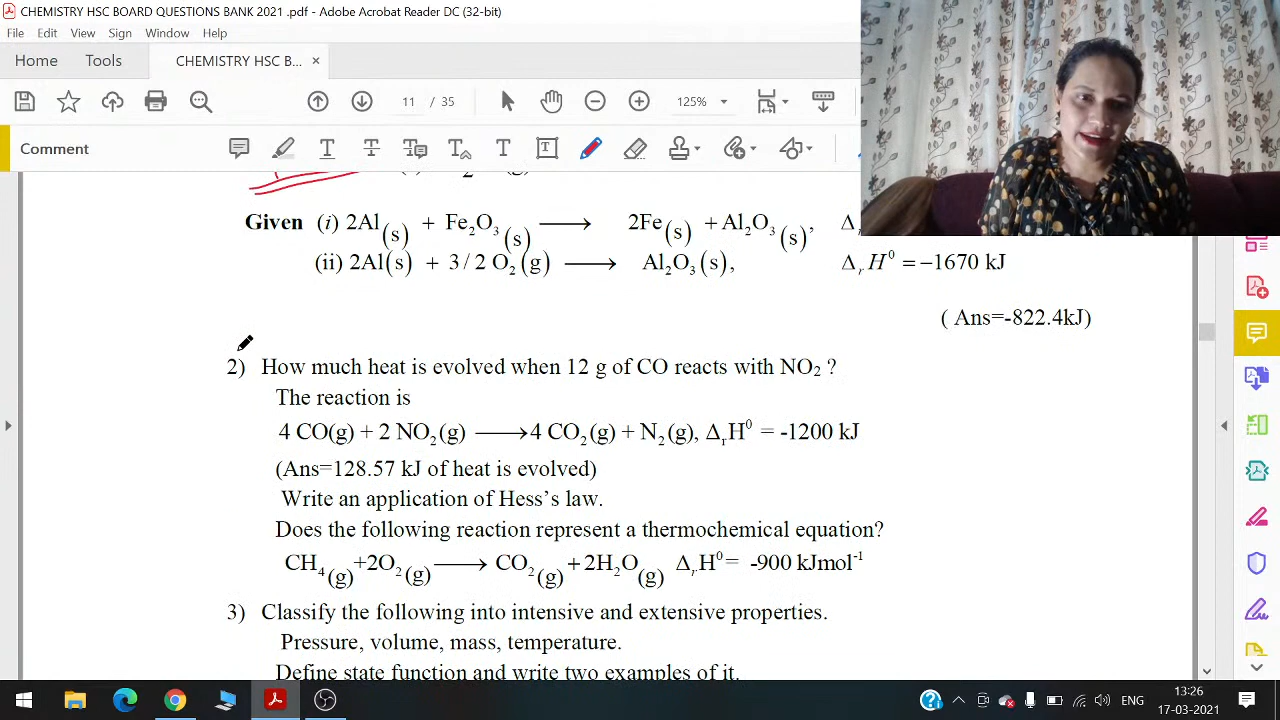 CHEMISTRY HSC BOARD QUESTIONS BANK 2021 .pdf - Adobe Acrobat Reader DC (32-bit)
File Edit View Sign Window Help
Home Tools CHEMISTRY HSC B... ×
11 / 35 125%
Comment
Given (i) 2Al(s) + Fe₂O₃(s) ⟶ 2Fe(s) + Al₂O₃(s), Δ
(ii) 2Al(s) + 3/2 O₂(g) ⟶ Al₂O₃(s), ΔᵣH⁰ = −1670 kJ
( Ans=-822.4kJ)
2) How much heat is evolved when 12 g of CO reacts with NO₂ ?
The reaction is
4 CO(g) + 2 NO₂(g) ⟶ 4 CO₂(g) + N₂(g), ΔᵣH⁰ = -1200 kJ
(Ans=128.57 kJ of heat is evolved)
Write an application of Hess’s law.
Does the following reaction represent a thermochemical equation?
CH₄(g) +2O₂(g) ⟶ CO₂(g) + 2H₂O(g) ΔᵣH⁰= -900 kJmol⁻¹
3) Classify the following into intensive and extensive properties.
Pressure, volume, mass, temperature.
Define state function and write two examples of it.
ENG 13:26
17-03-2021